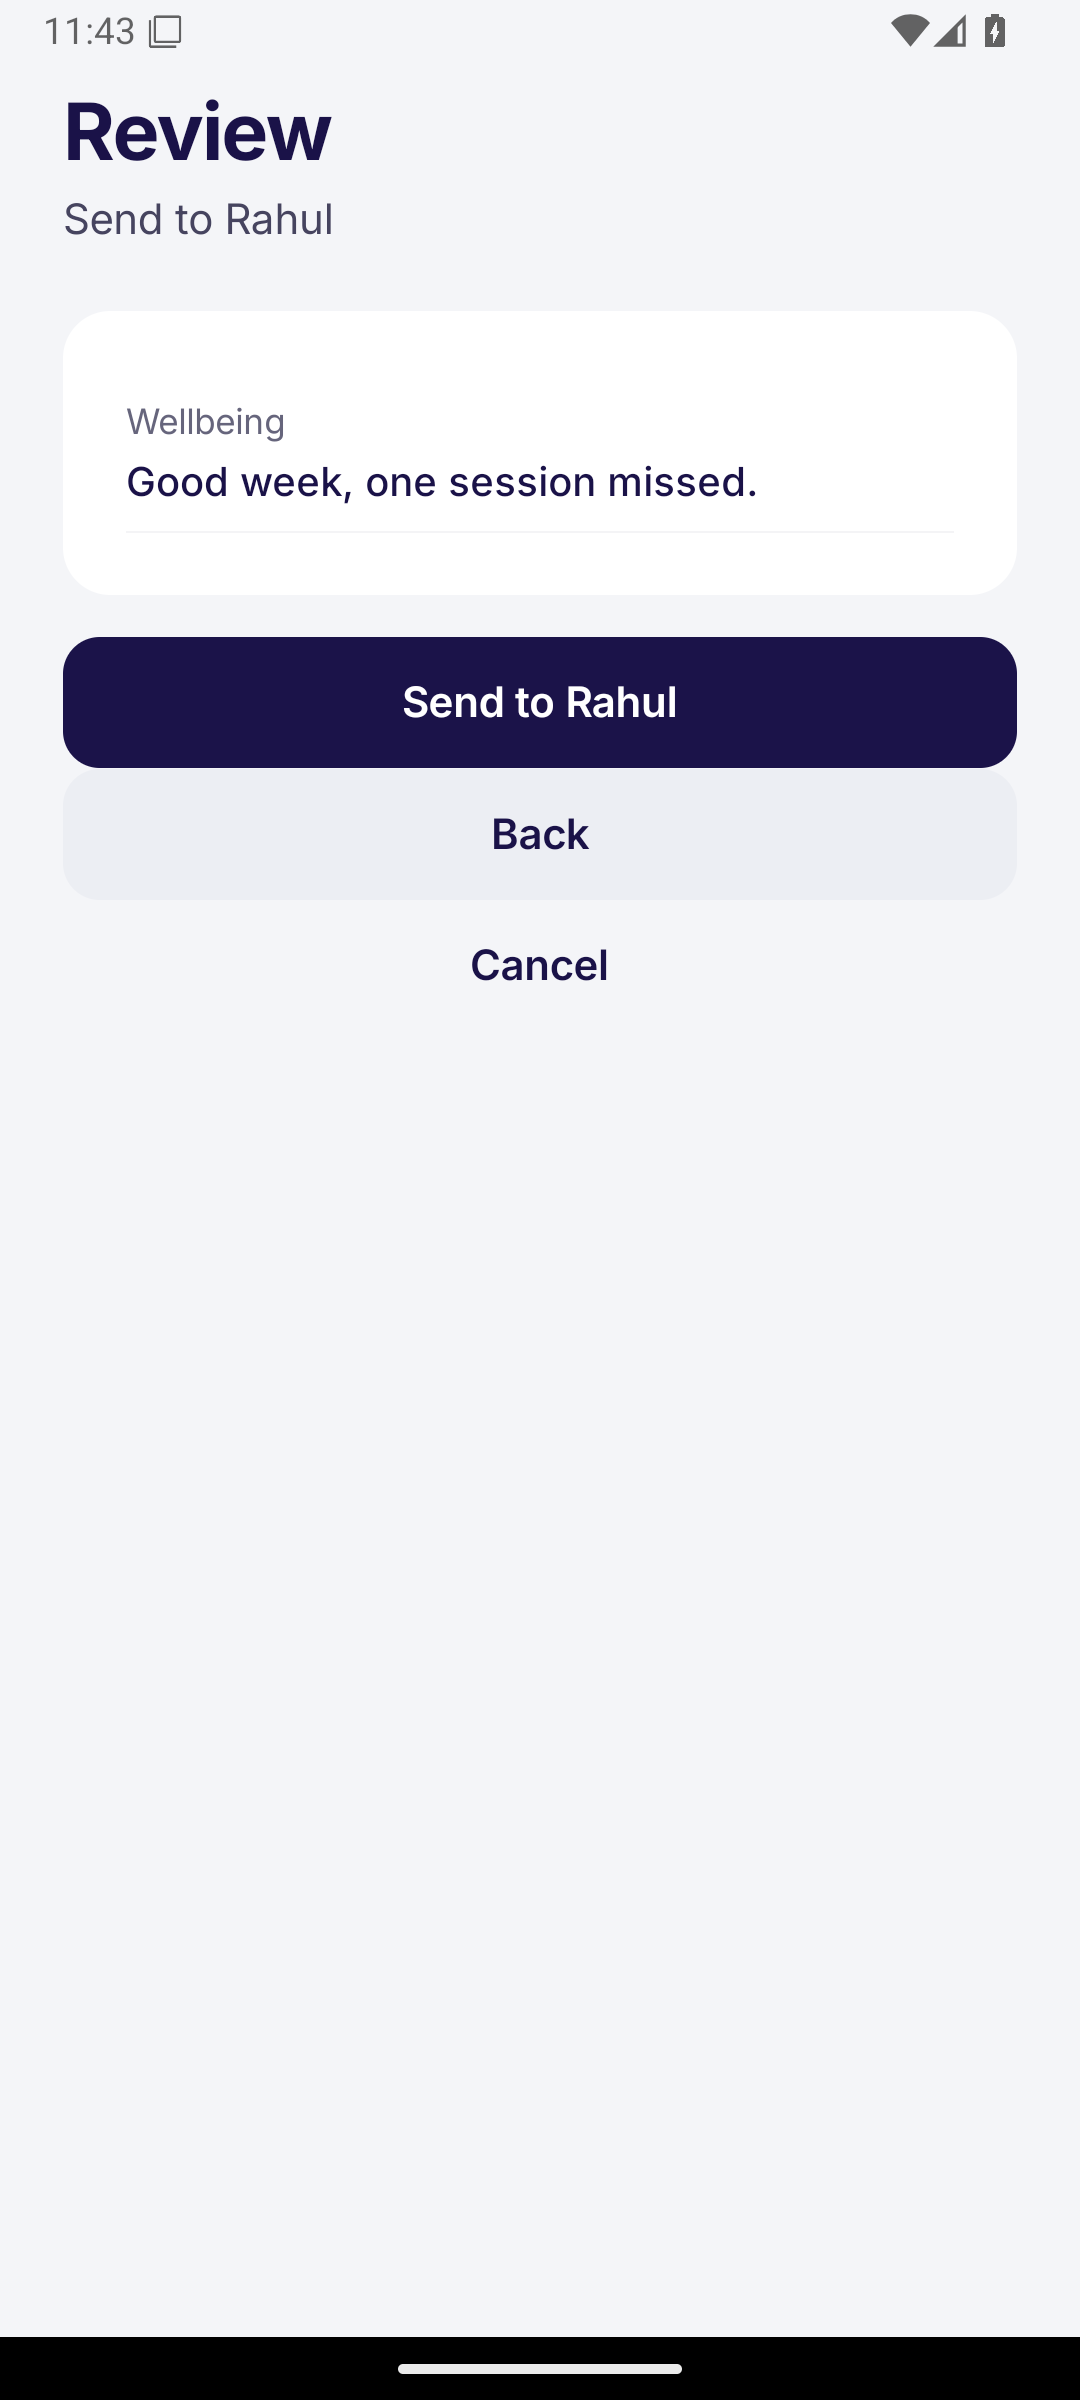 11:43
Review
Send to Rahul
Wellbeing
Good week, one session missed.
Send to Rahul
Back
Cancel